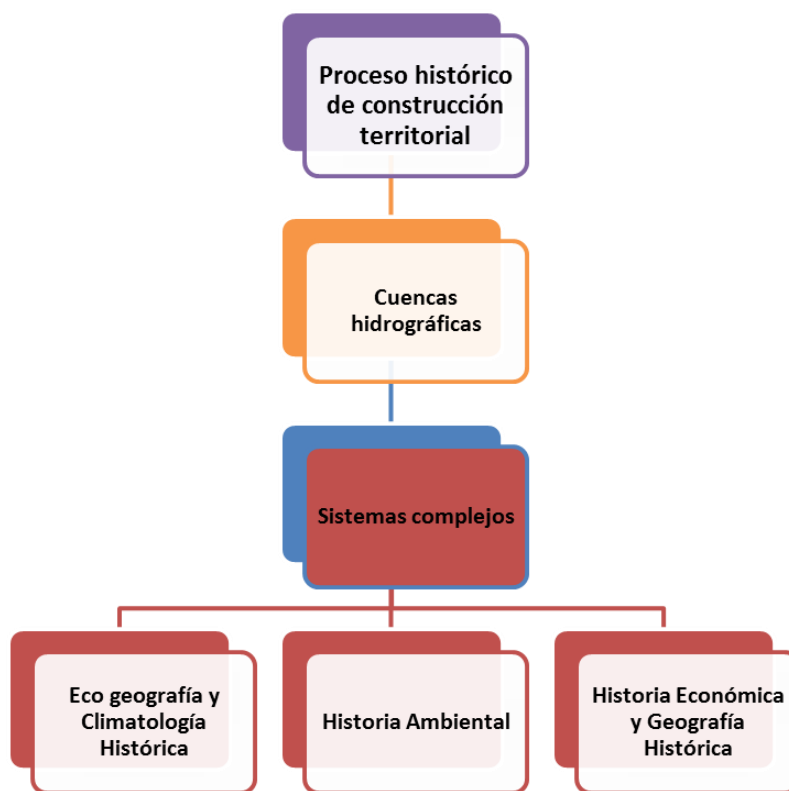 Proceso histórico
de construcción
territorial
Cuencas
hidrográficas
Sistemas complejos
Eco geografía y
Climatología
Histórica
Historia Ambiental
Historia Económica
y Geografía
Histórica